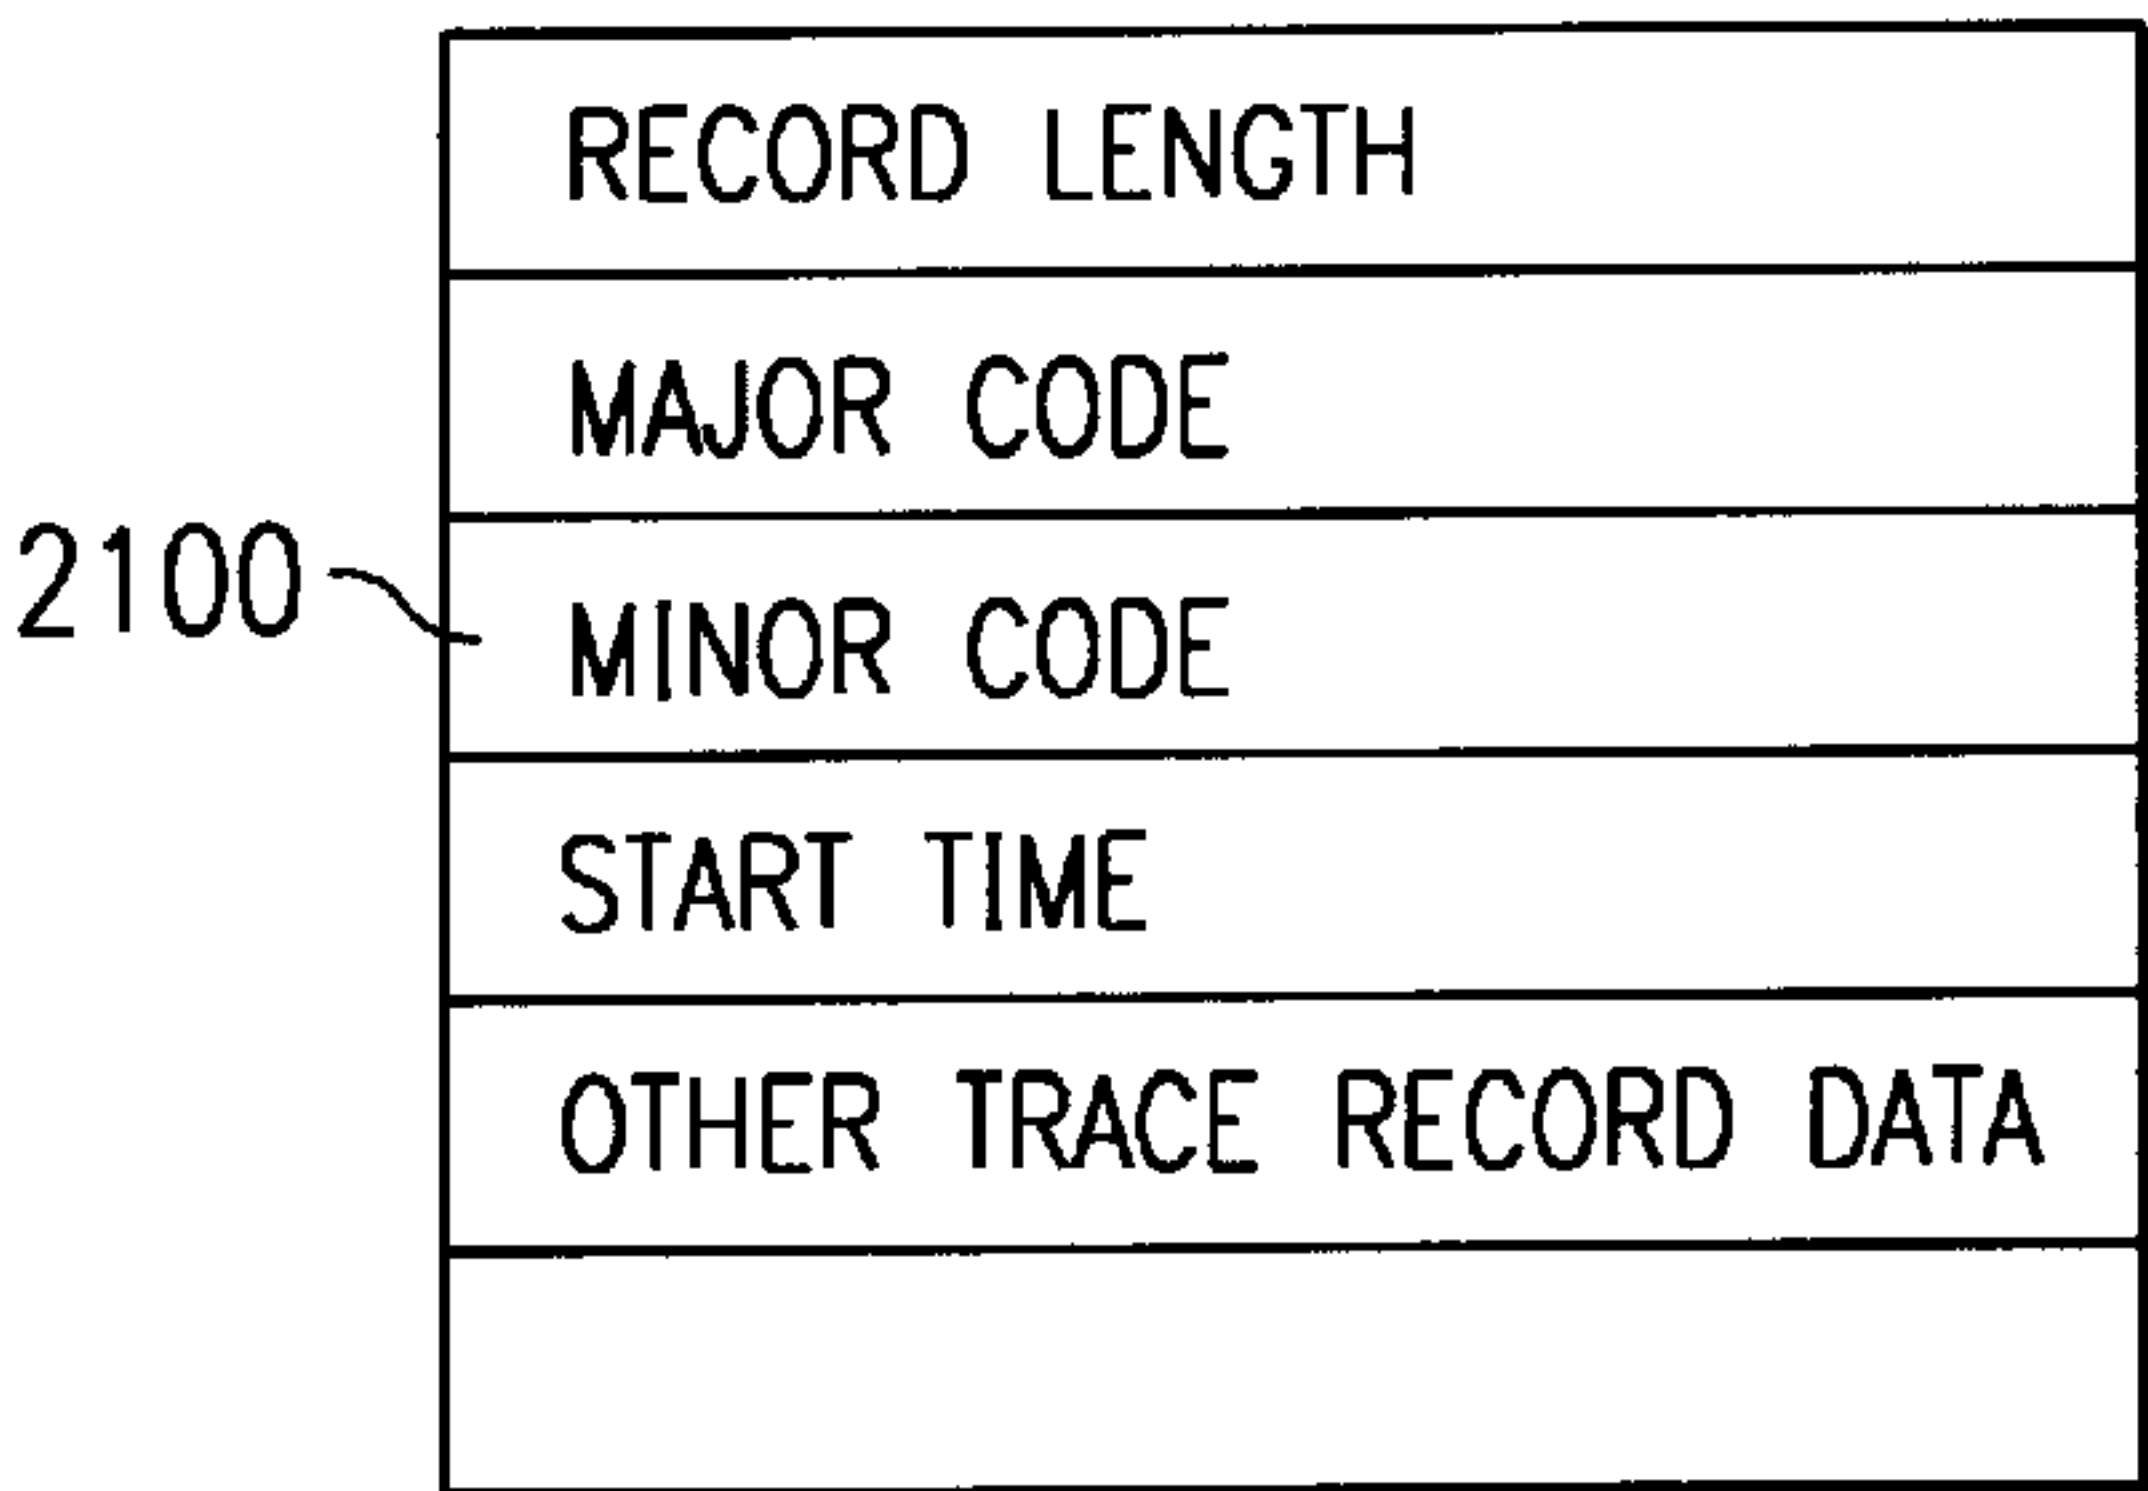 RECORD LENGTH
MAJOR CODE
2100
MINOR CODE
START TIME
OTHER TRACE RECORD DATA